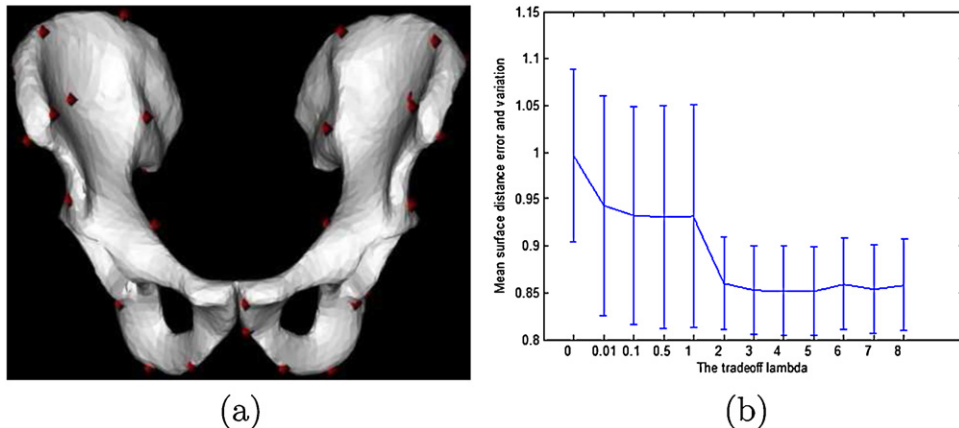 1.15
1.1
1.05
1
0.95
0.9
0.85
0.8
Mean surface distance error and variation
0 0.01 0.1 0.5 1 2 3 4 5 6 7 8
The tradeoff lambda
(a) (b)